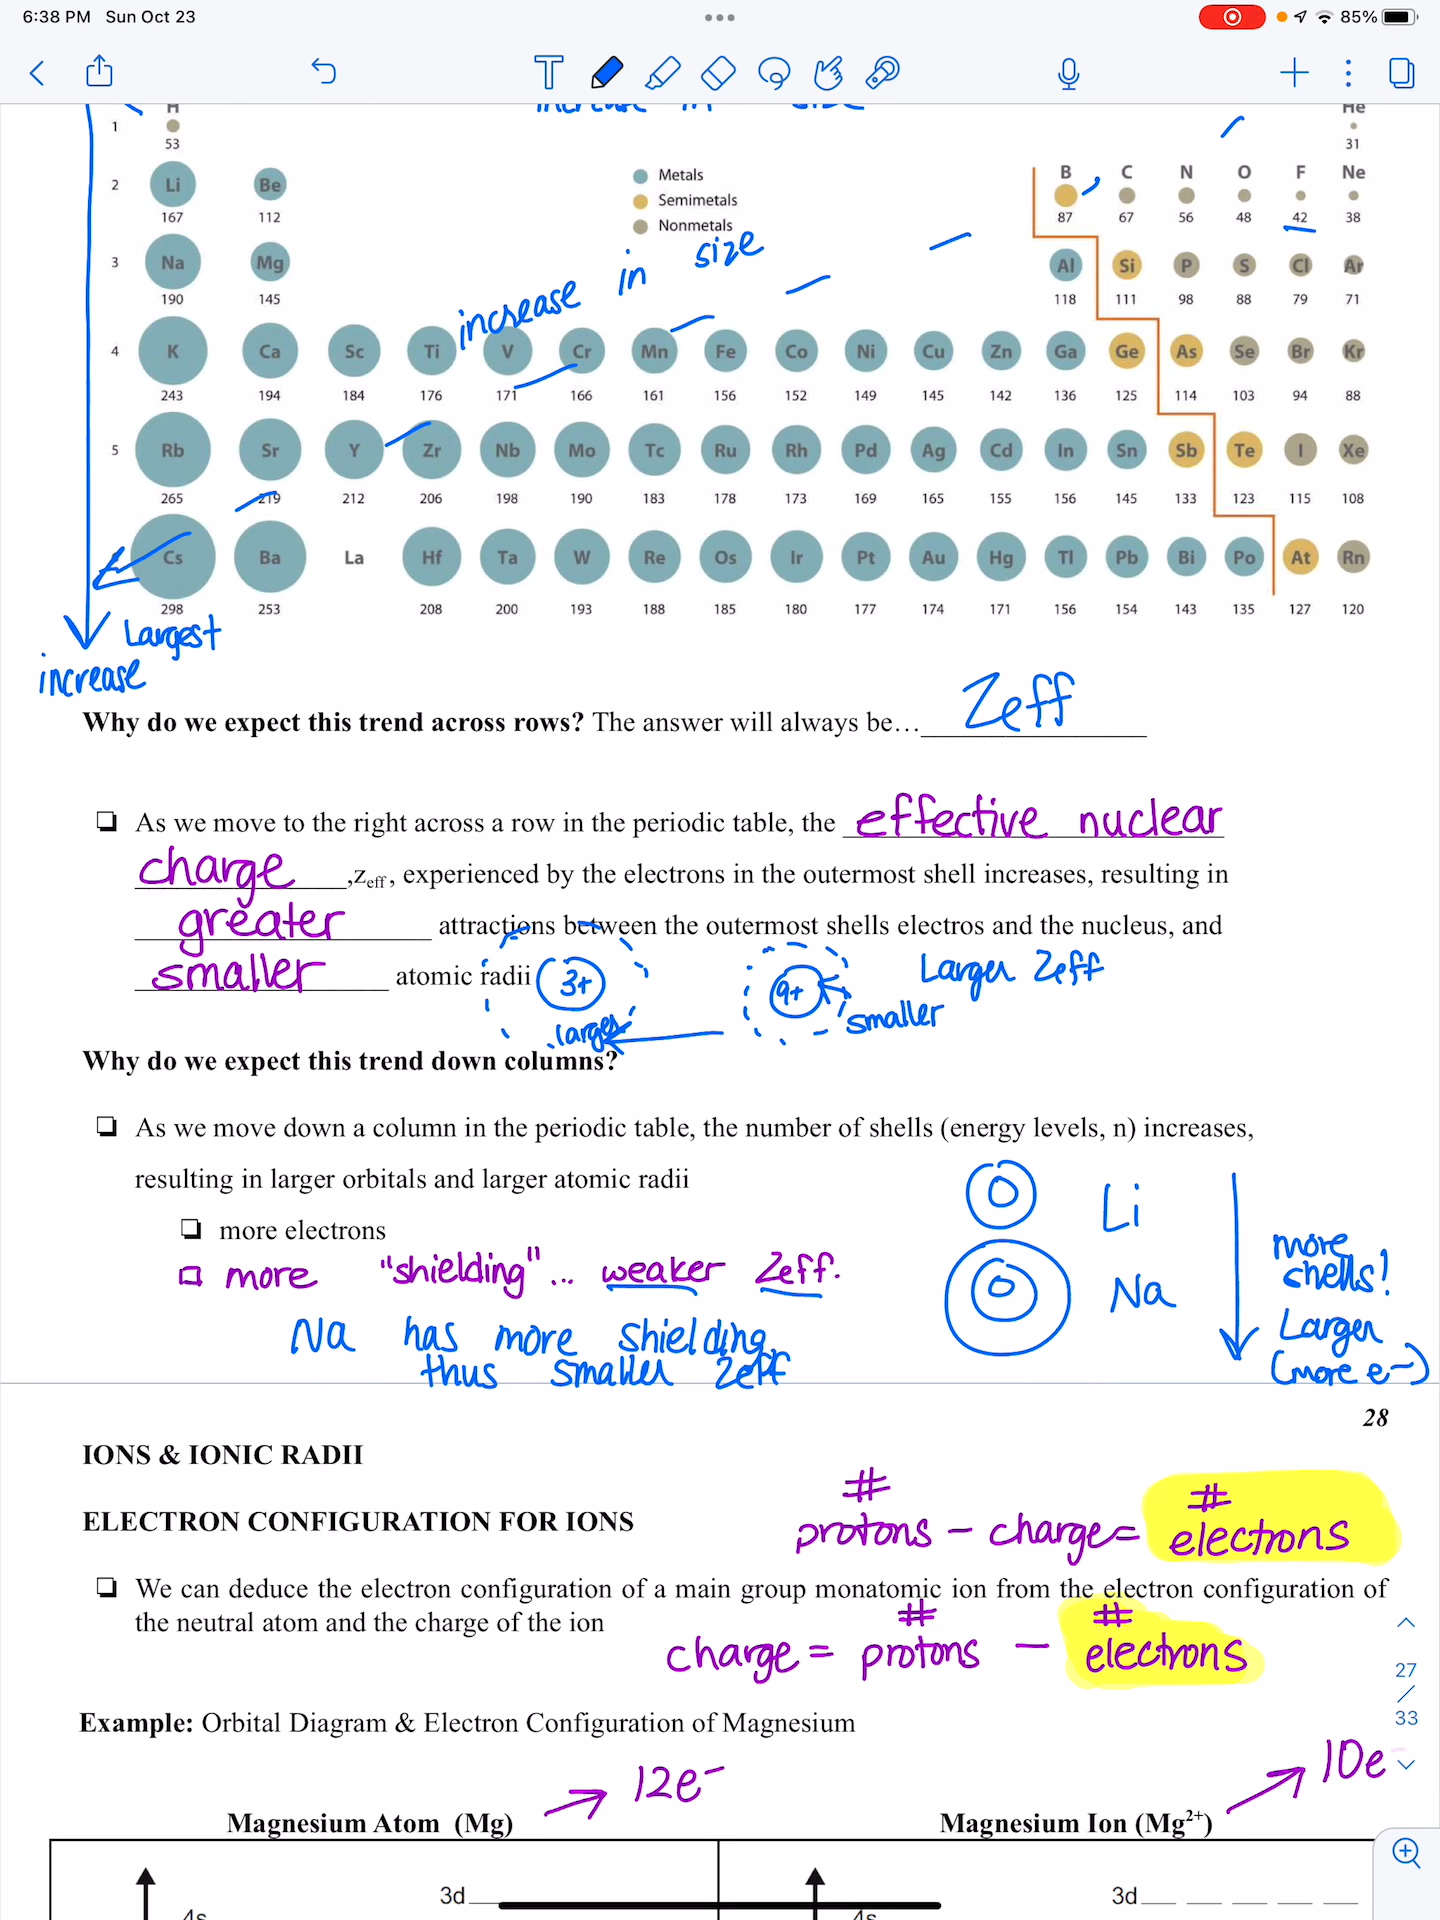 6:38 PM Sun Oct 23
85%
increase in size
H He
1
53 31
2 Li Be B C N O F Ne
167 112 87 67 56 48 42 38
Metals
Semimetals
Nonmetals
increase in size
3 Na Mg Al Si P S Cl Ar
190 145 118 111 98 88 79 71
4 K Ca Sc Ti V Cr Mn Fe Co Ni Cu Zn Ga Ge As Se Br Kr
243 194 184 176 171 166 161 156 152 149 145 142 136 125 114 103 94 88
5 Rb Sr Y Zr Nb Mo Tc Ru Rh Pd Ag Cd In Sn Sb Te I Xe
265 219 212 206 198 190 183 178 173 169 165 155 156 145 133 123 115 108
Cs Ba La Hf Ta W Re Os Ir Pt Au Hg Tl Pb Bi Po At Rn
298 253 208 200 193 188 185 180 177 174 171 156 154 143 135 127 120
Largest
increase
Why do we expect this trend across rows? The answer will always be… Zeff
As we move to the right across a row in the periodic table, the effective nuclear
charge ,zeff, experienced by the electrons in the outermost shell increases, resulting in
greater attractions between the outermost shells electros and the nucleus, and
smaller atomic radii 3+ 9+ Larger Zeff
larger smaller
Why do we expect this trend down columns?
As we move down a column in the periodic table, the number of shells (energy levels, n) increases,
resulting in larger orbitals and larger atomic radii
Li
more electrons
more "shielding"... weaker Zeff.
Na
more
shells!
Larger
(more e-)
Na has more shielding
thus smaller Zeff
28
IONS & IONIC RADII
# #
ELECTRON CONFIGURATION FOR IONS
protons - charge = electrons
We can deduce the electron configuration of a main group monatomic ion from the electron configuration of
the neutral atom and the charge of the ion
# #
charge = protons - electrons
27
/
33
Example: Orbital Diagram & Electron Configuration of Magnesium
12e- 10e-
Magnesium Atom (Mg) Magnesium Ion (Mg2+)
3d 3d
4s 4s